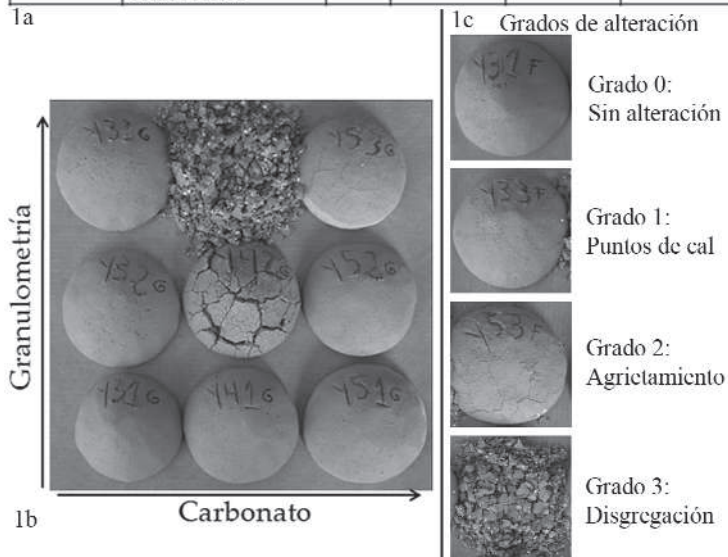 1a
1c
Grados de alteración
Y31F
Grado 0:
Sin alteración
Y33F
Grado 1:
Puntos de cal
Y53F
Grado 2:
Agrietamiento
Grado 3:
Disgregación
Granulometría
Y33G
Y53G
Y32G
Y42G
Y52G
Y31G
Y41G
Y51G
1b
Carbonato